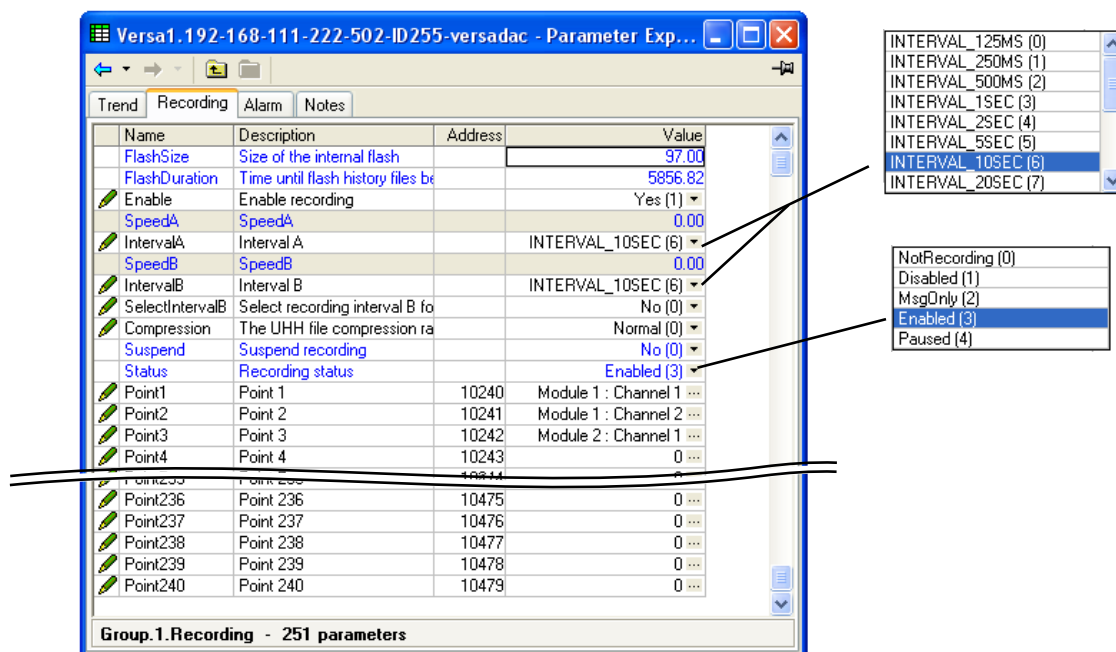 Versa1.192-168-111-222-502-ID255-versadac - Parameter Exp...
Trend Recording Alarm Notes
Name Description Address Value
FlashSize Size of the internal flash 97.00
FlashDuration Time until flash history files be 5856.82
Enable Enable recording Yes (1)
SpeedA SpeedA 0.00
IntervalA Interval A INTERVAL_10SEC (6)
SpeedB SpeedB 0.00
IntervalB Interval B INTERVAL_10SEC (6)
SelectIntervalB Select recording interval B fo No (0)
Compression The UHH file compression ra Normal (0)
Suspend Suspend recording No (0)
Status Recording status Enabled (3)
Point1 Point 1 10240 Module 1 : Channel 1 ...
Point2 Point 2 10241 Module 1 : Channel 2 ...
Point3 Point 3 10242 Module 2 : Channel 1 ...
Point4 Point 4 10243 0 ...
Point236 Point 236 10475 0 ...
Point237 Point 237 10476 0 ...
Point238 Point 238 10477 0 ...
Point239 Point 239 10478 0 ...
Point240 Point 240 10479 0 ...
Group.1.Recording - 251 parameters
INTERVAL_125MS (0)
INTERVAL_250MS (1)
INTERVAL_500MS (2)
INTERVAL_1SEC (3)
INTERVAL_2SEC (4)
INTERVAL_5SEC (5)
INTERVAL_10SEC (6)
INTERVAL_20SEC (7)
NotRecording (0)
Disabled (1)
MsgOnly (2)
Enabled (3)
Paused (4)